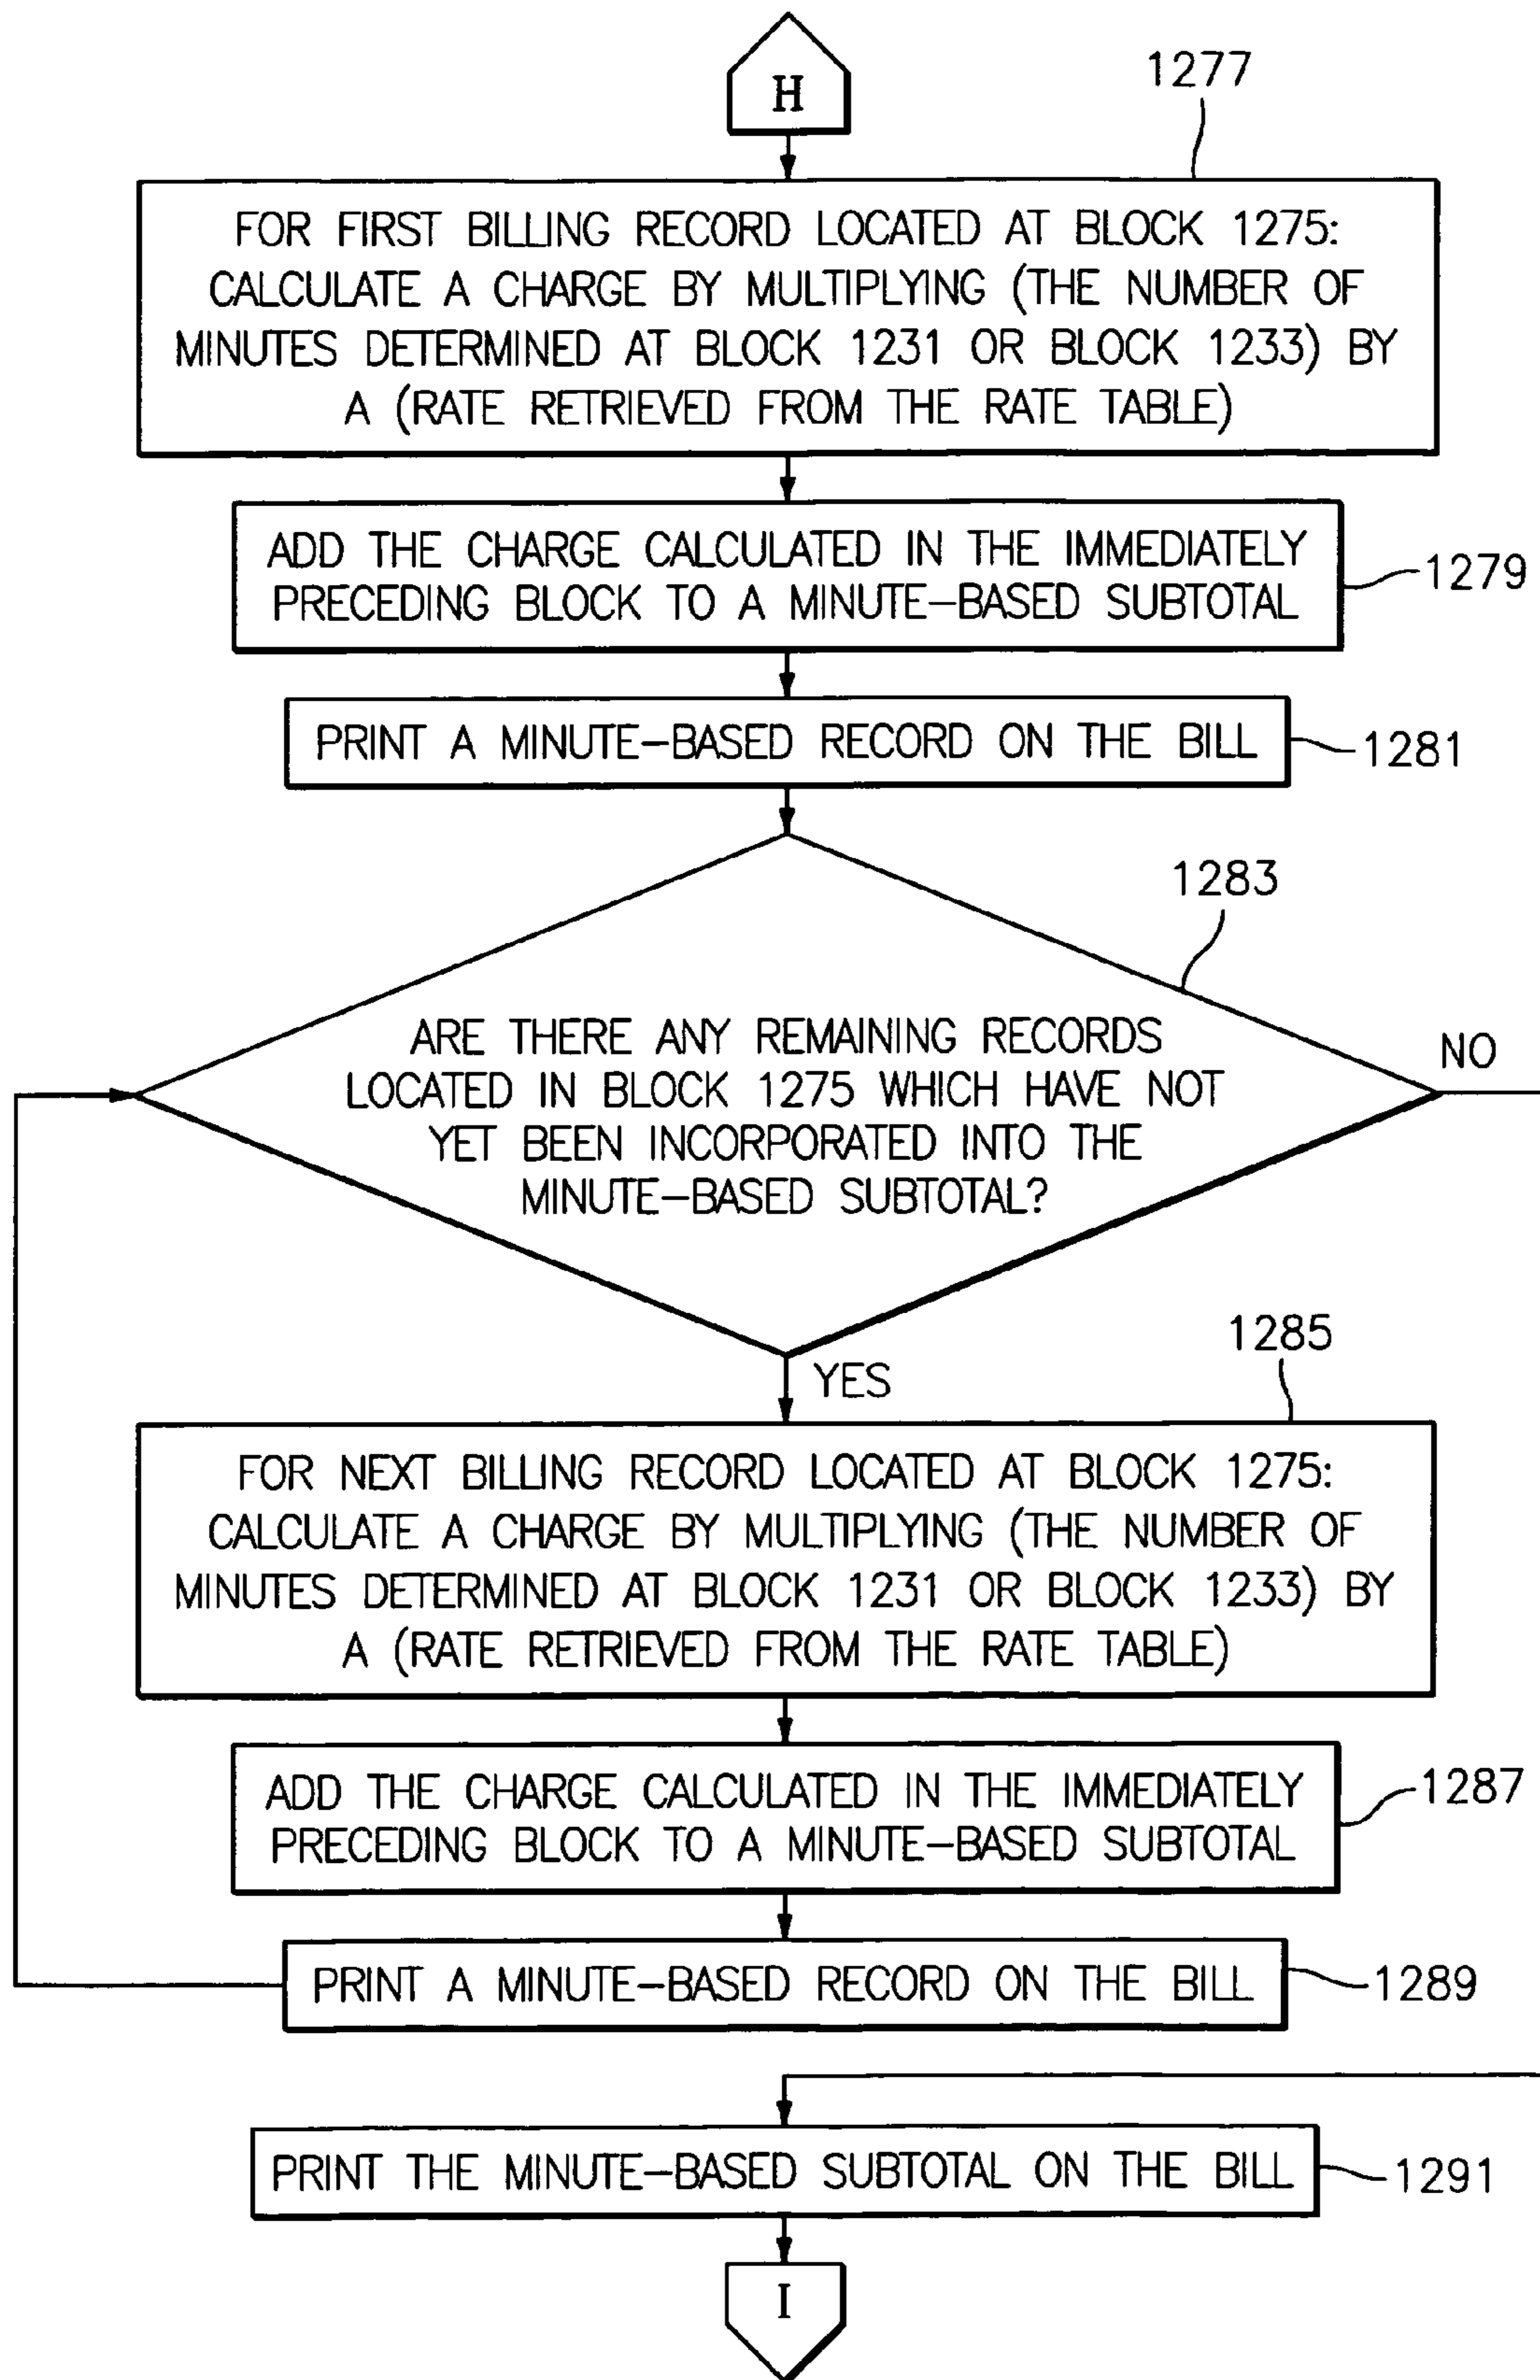 H
1277
FOR FIRST BILLING RECORD LOCATED AT BLOCK 1275:
CALCULATE A CHARGE BY MULTIPLYING (THE NUMBER OF
MINUTES DETERMINED AT BLOCK 1231 OR BLOCK 1233) BY
A (RATE RETRIEVED FROM THE RATE TABLE)
ADD THE CHARGE CALCULATED IN THE IMMEDIATELY
PRECEDING BLOCK TO A MINUTE-BASED SUBTOTAL
1279
PRINT A MINUTE-BASED RECORD ON THE BILL
1281
1283
ARE THERE ANY REMAINING RECORDS
LOCATED IN BLOCK 1275 WHICH HAVE NOT
YET BEEN INCORPORATED INTO THE
MINUTE-BASED SUBTOTAL?
NO
YES
1285
FOR NEXT BILLING RECORD LOCATED AT BLOCK 1275:
CALCULATE A CHARGE BY MULTIPLYING (THE NUMBER OF
MINUTES DETERMINED AT BLOCK 1231 OR BLOCK 1233) BY
A (RATE RETRIEVED FROM THE RATE TABLE)
ADD THE CHARGE CALCULATED IN THE IMMEDIATELY
PRECEDING BLOCK TO A MINUTE-BASED SUBTOTAL
1287
PRINT A MINUTE-BASED RECORD ON THE BILL
1289
PRINT THE MINUTE-BASED SUBTOTAL ON THE BILL
1291
I